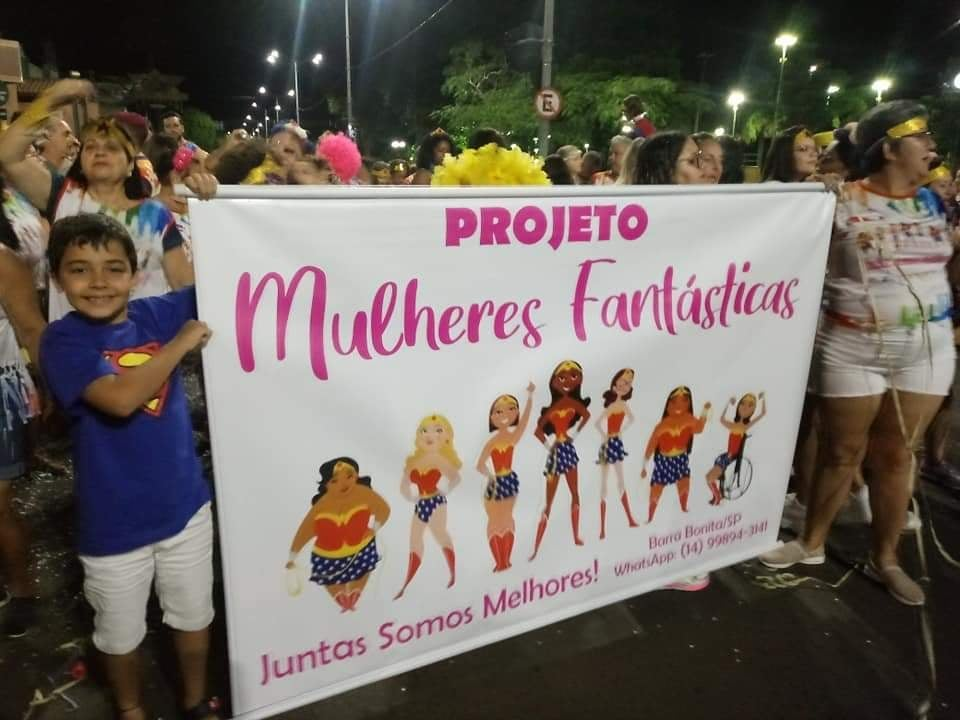 PROJETO
Mulheres Fantásticas
Barra Bonita/SP
WhatsApp: (14) 99894-3141
Juntas Somos Melhores!